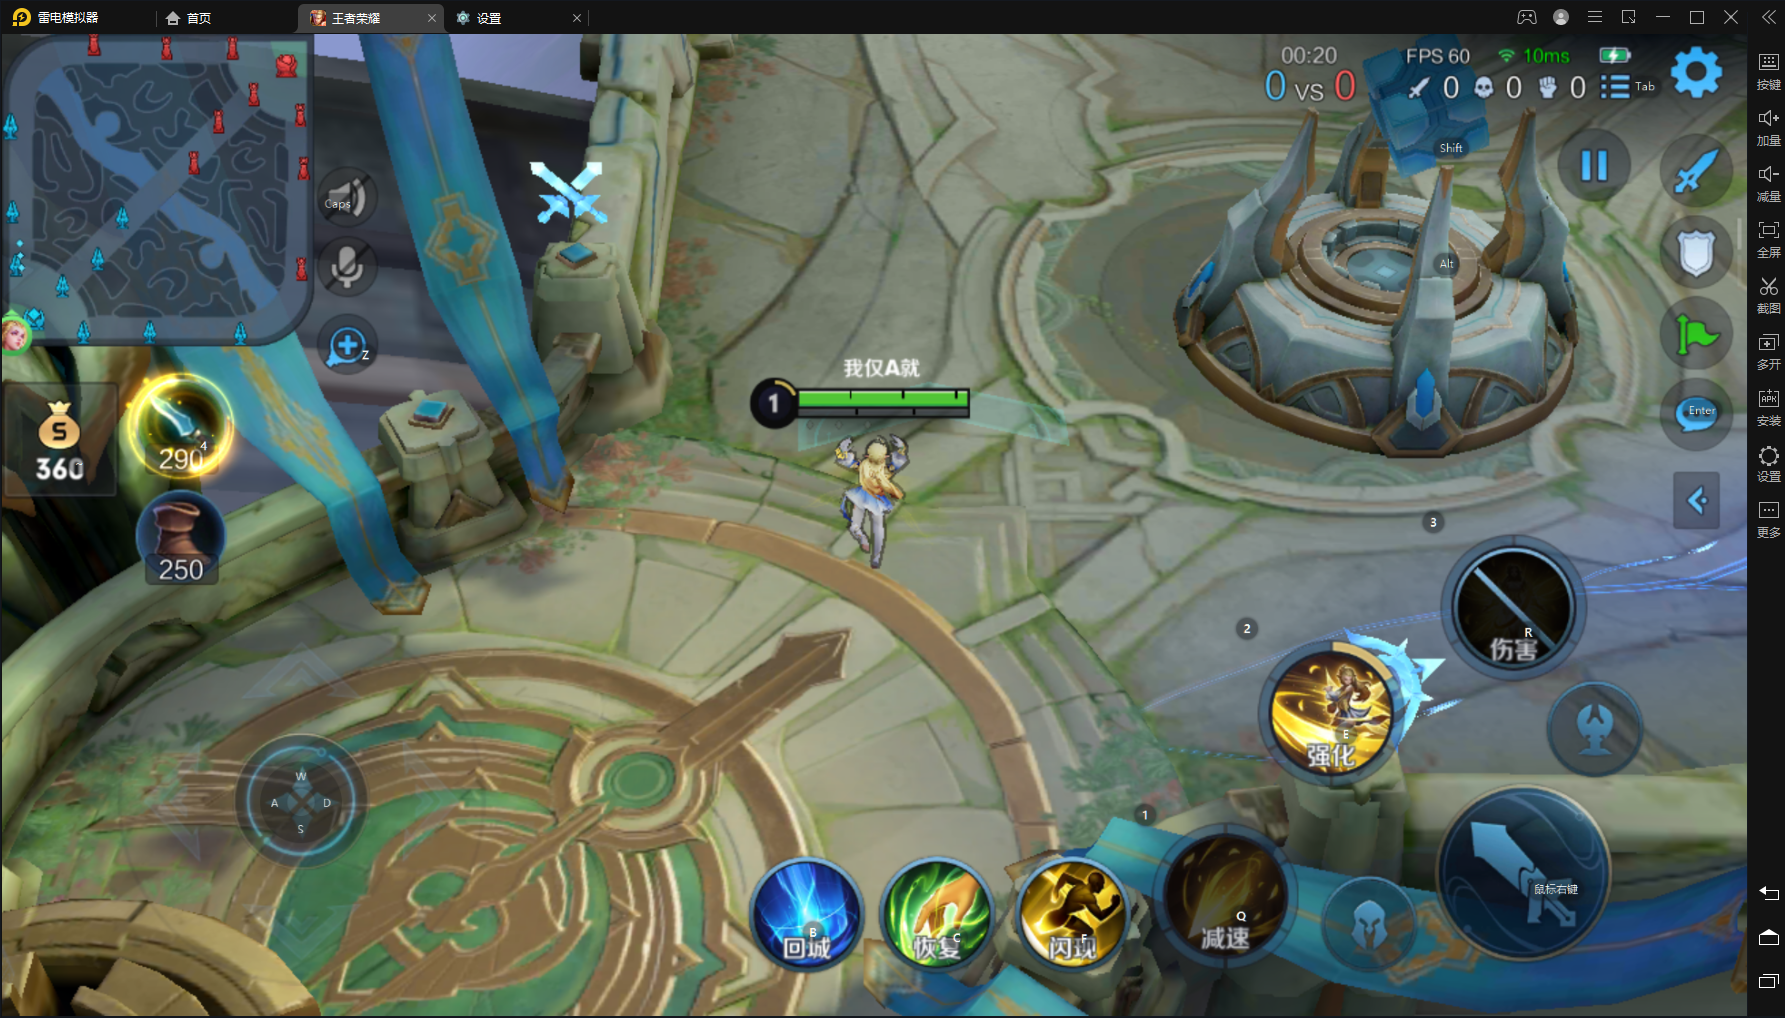 雷电模拟器
首页
王者荣耀
设置
00:20
FPS 60
10ms
0 VS 0
0
0
0
Tab
Shift
Alt
Caps
Z
Enter
按键
加量
减量
全屏
截图
多开
安装
设置
更多
APK
我仅A就
1
S
360
290
4
250
3
2
1
R
伤害
E
强化
W
A
D
S
B
回城
C
恢复
F
闪现
Q
减速
鼠标右键